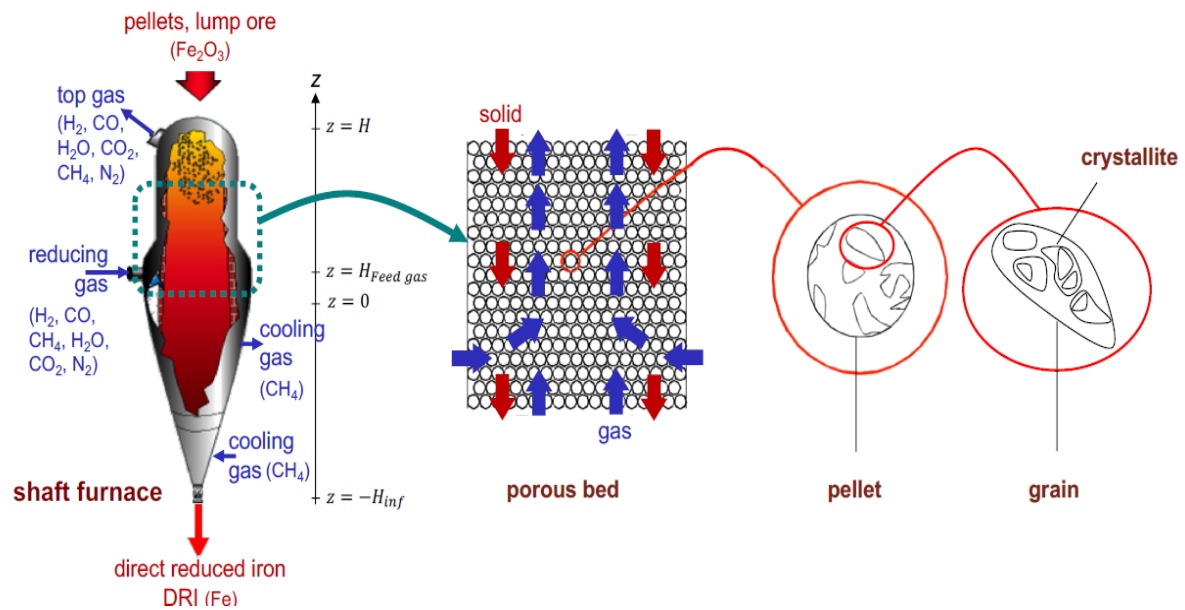 pellets, lump ore
(Fe₂O₃)
top gas
(H₂, CO,
H₂O, CO₂,
CH₄, N₂)
reducing
gas
(H₂, CO,
CH₄, H₂O,
CO₂, N₂)
cooling
gas
(CH₄)
cooling
gas (CH₄)
shaft furnace
direct reduced iron
DRI (Fe)
z
z = H
z = H_Feed gas
z = 0
z = −H_inf
solid
gas
porous bed
pellet
crystallite
grain